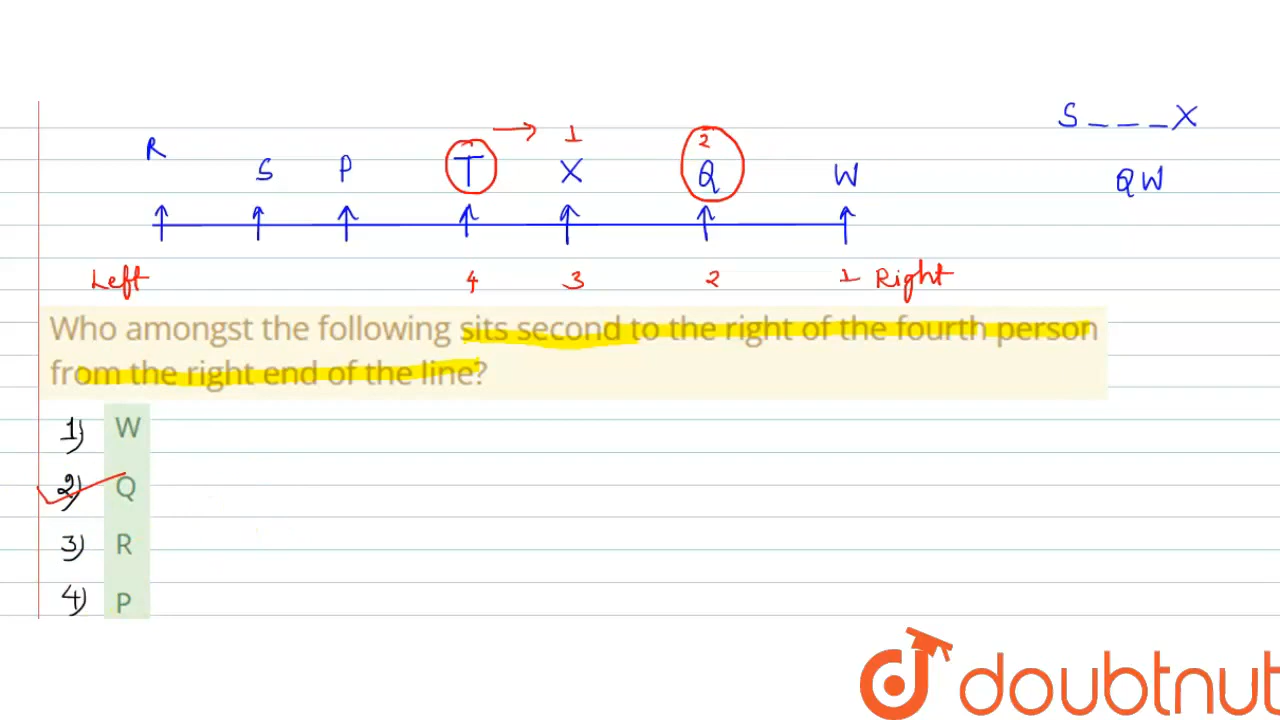 S _ _ _ X
1
2
R S P T X Q W
QW
Left 4 3 2 1 Right
Who amongst the following sits second to the right of the fourth person
from the right end of the line?
1) W
2) Q
3) R
4) P
doubtnut